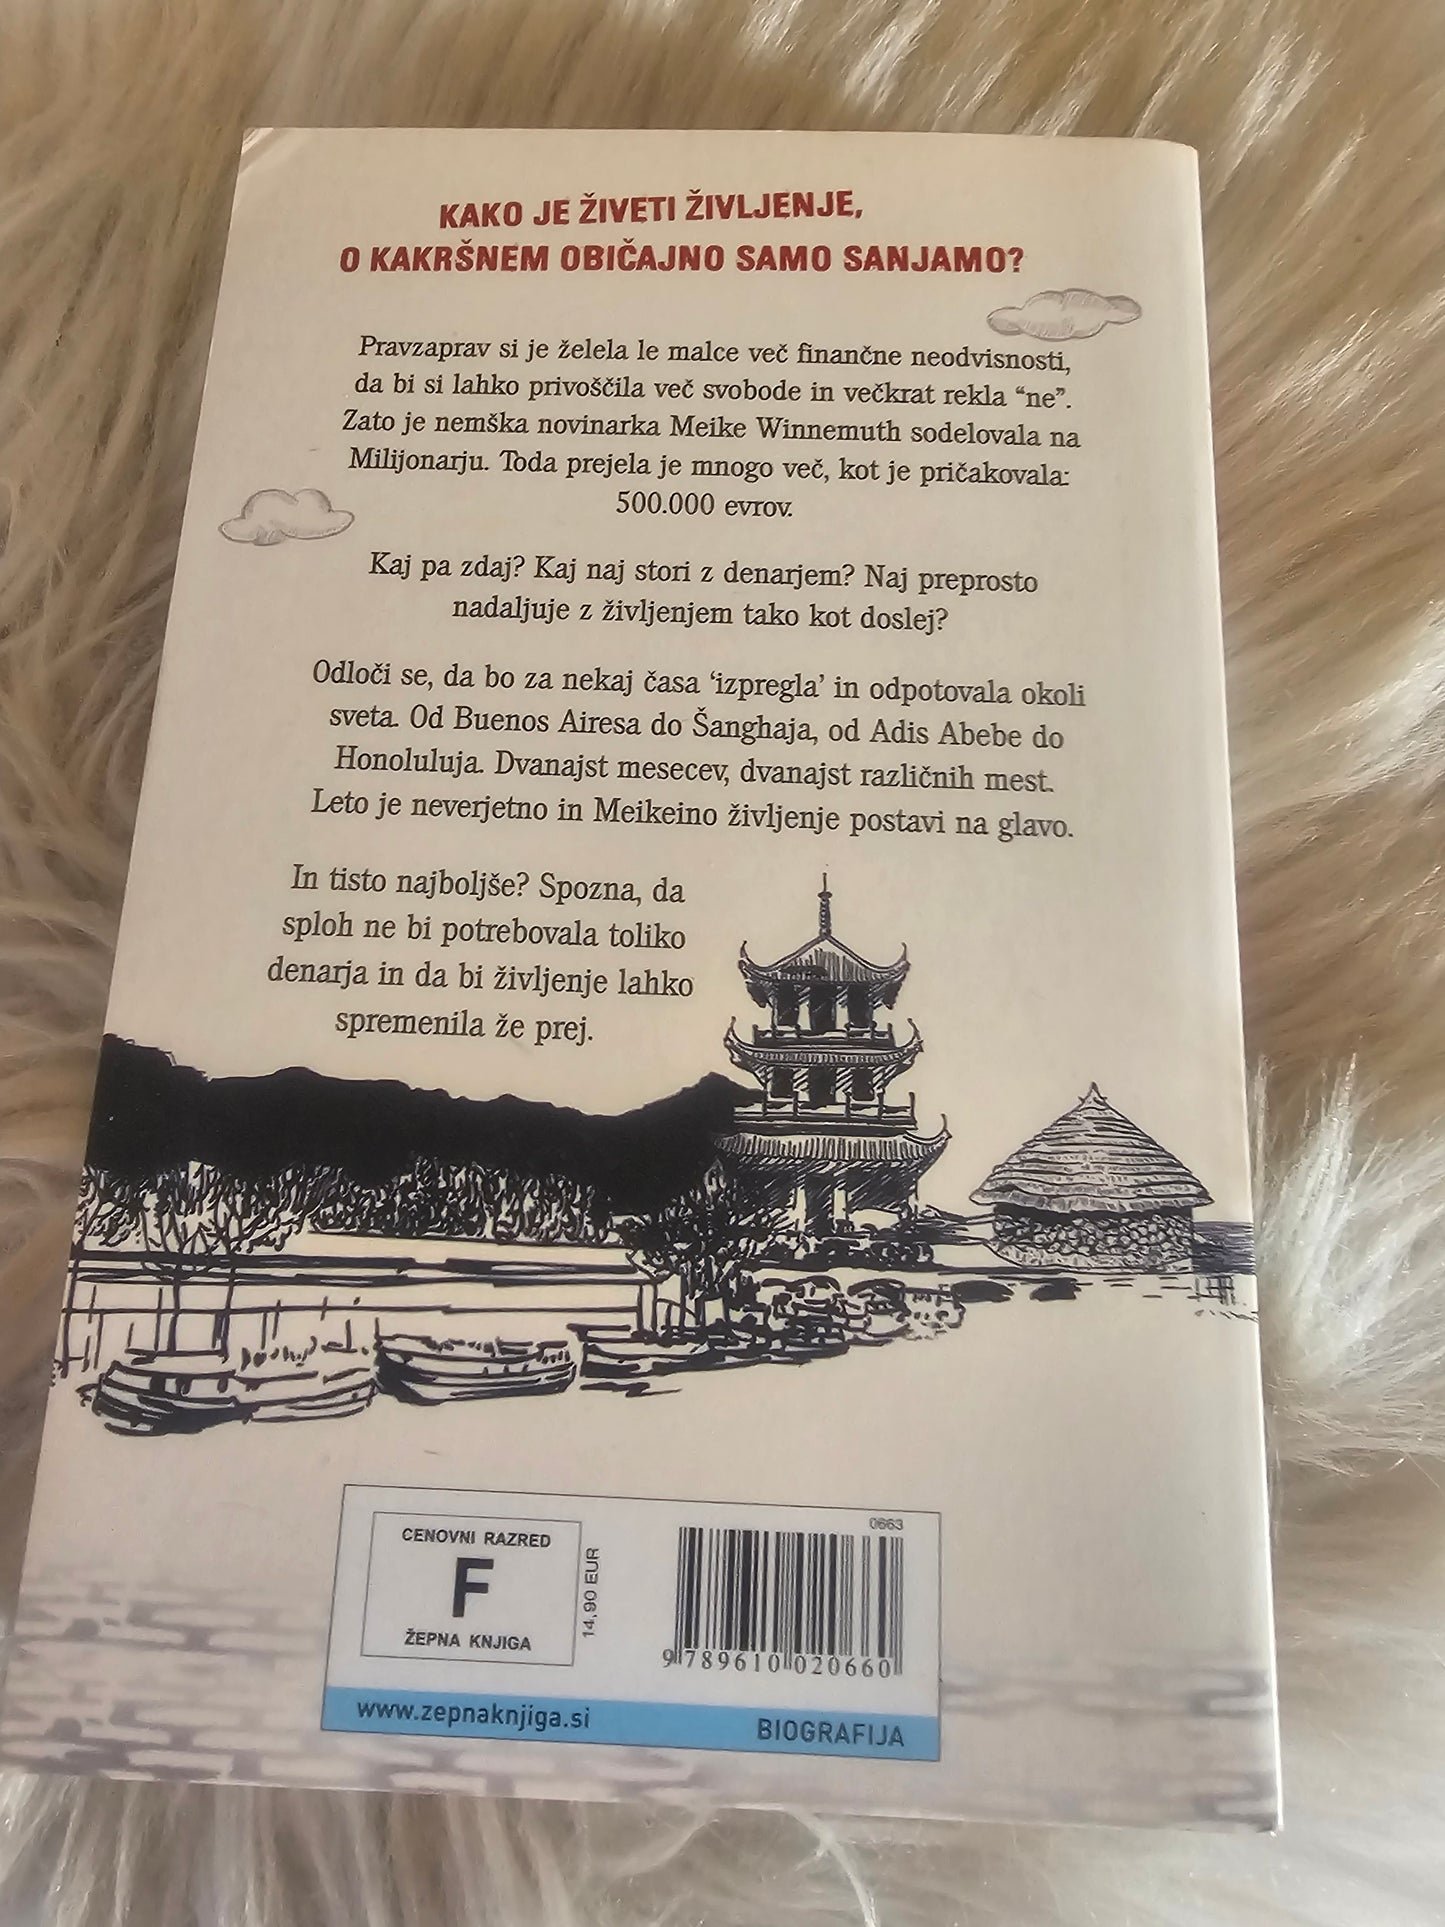 KAKO JE ŽIVETI ŽIVLJENJE,
O KAKRŠNEM OBIČAJNO SAMO SANJAMO?
Pravzaprav si je želela le malce več finančne neodvisnosti,
da bi si lahko privoščila več svobode in večkrat rekla “ne”.
Zato je nemška novinarka Meike Winnemuth sodelovala na
Milijonarju. Toda prejela je mnogo več, kot je pričakovala:
500.000 evrov.
Kaj pa zdaj? Kaj naj stori z denarjem? Naj preprosto
nadaljuje z življenjem tako kot doslej?
Odloči se, da bo za nekaj časa ‘izpregla’ in odpotovala okoli
sveta. Od Buenos Airesa do Šanghaja, od Adis Abebe do
Honoluluja. Dvanajst mesecev, dvanajst različnih mest.
Leto je neverjetno in Meikeino življenje postavi na glavo.
In tisto najboljše? Spozna, da
sploh ne bi potrebovala toliko
denarja in da bi življenje lahko
spremenila že prej.
CENOVNI RAZRED
F
ŽEPNA KNJIGA
14,90 EUR
0663
9 789610 020660
www.zepnaknjiga.si
BIOGRAFIJA